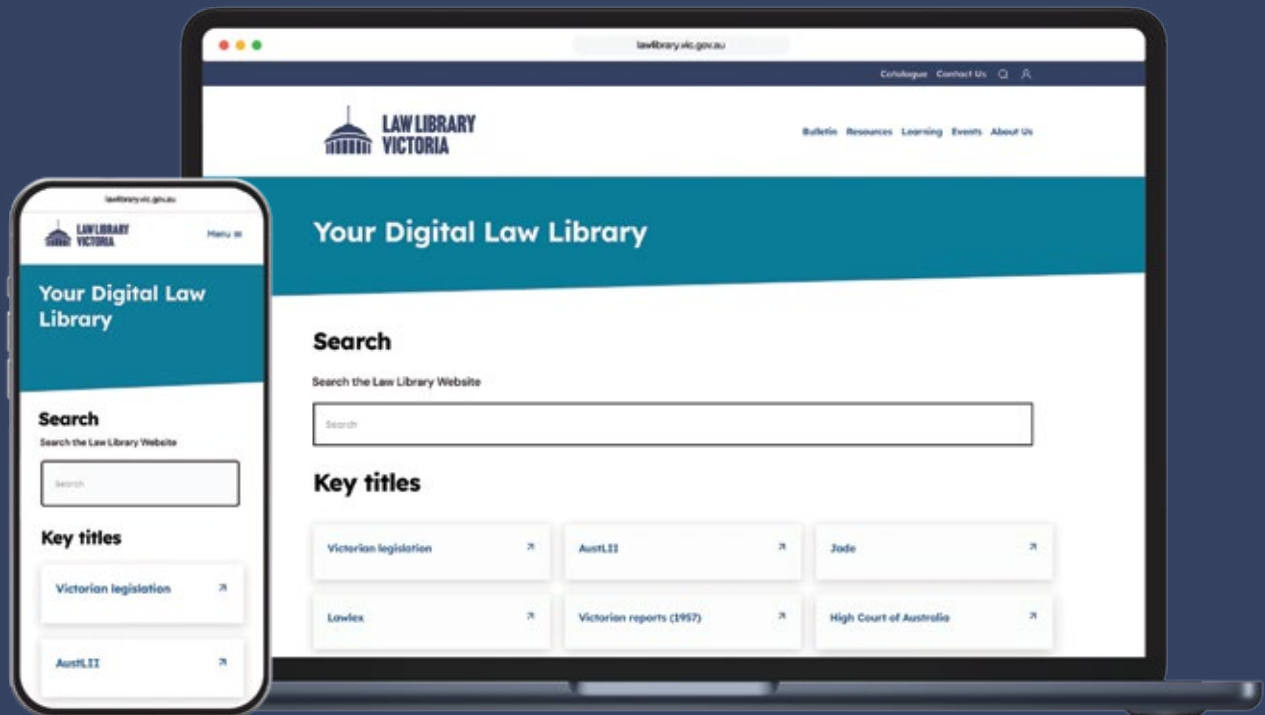 lawlibrary.vic.gov.au
Catalogue Contact Us
LAW LIBRARY
VICTORIA
Bulletin Resources Learning Events About Us
Your Digital Law Library
Search
Search the Law Library Website
Search
Key titles
Victorian legislation
AustLII
Jade
Lawlex
Victorian reports (1957)
High Court of Australia
lawlibrary.vic.gov.au
LAW LIBRARY
VICTORIA
Menu
Your Digital Law
Library
Search
Search the Law Library Website
Search
Key titles
Victorian legislation
AustLII